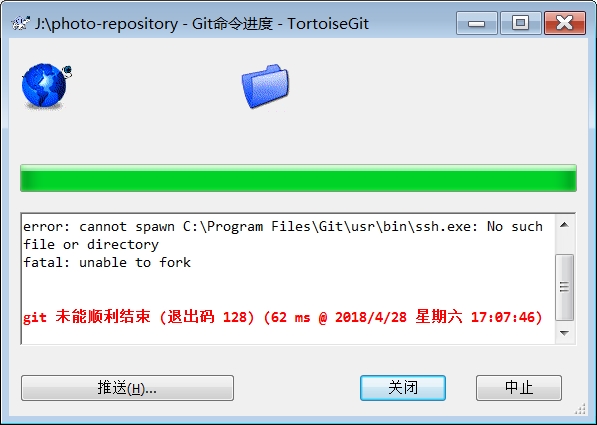 J:\photo-repository - Git命令进度 - TortoiseGit
error: cannot spawn C:\Program Files\Git\usr\bin\ssh.exe: No such
file or directory
fatal: unable to fork
git 未能顺利结束 (退出码 128) (62 ms @ 2018/4/28 星期六 17:07:46)
推送(H)...
关闭
中止